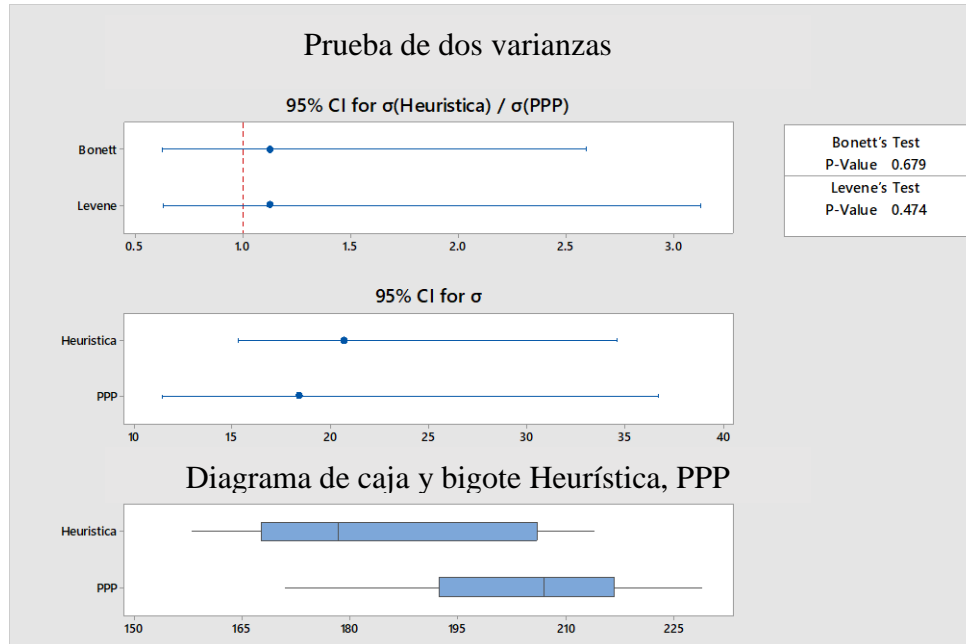 Prueba de dos varianzas
95% CI for σ(Heuristica) / σ(PPP)
Bonett
Levene
0.5 1.0 1.5 2.0 2.5 3.0
Bonett's Test
P-Value 0.679
Levene's Test
P-Value 0.474
95% CI for σ
Heuristica
PPP
10 15 20 25 30 35 40
Diagrama de caja y bigote Heurística, PPP
Heuristica
PPP
150 165 180 195 210 225